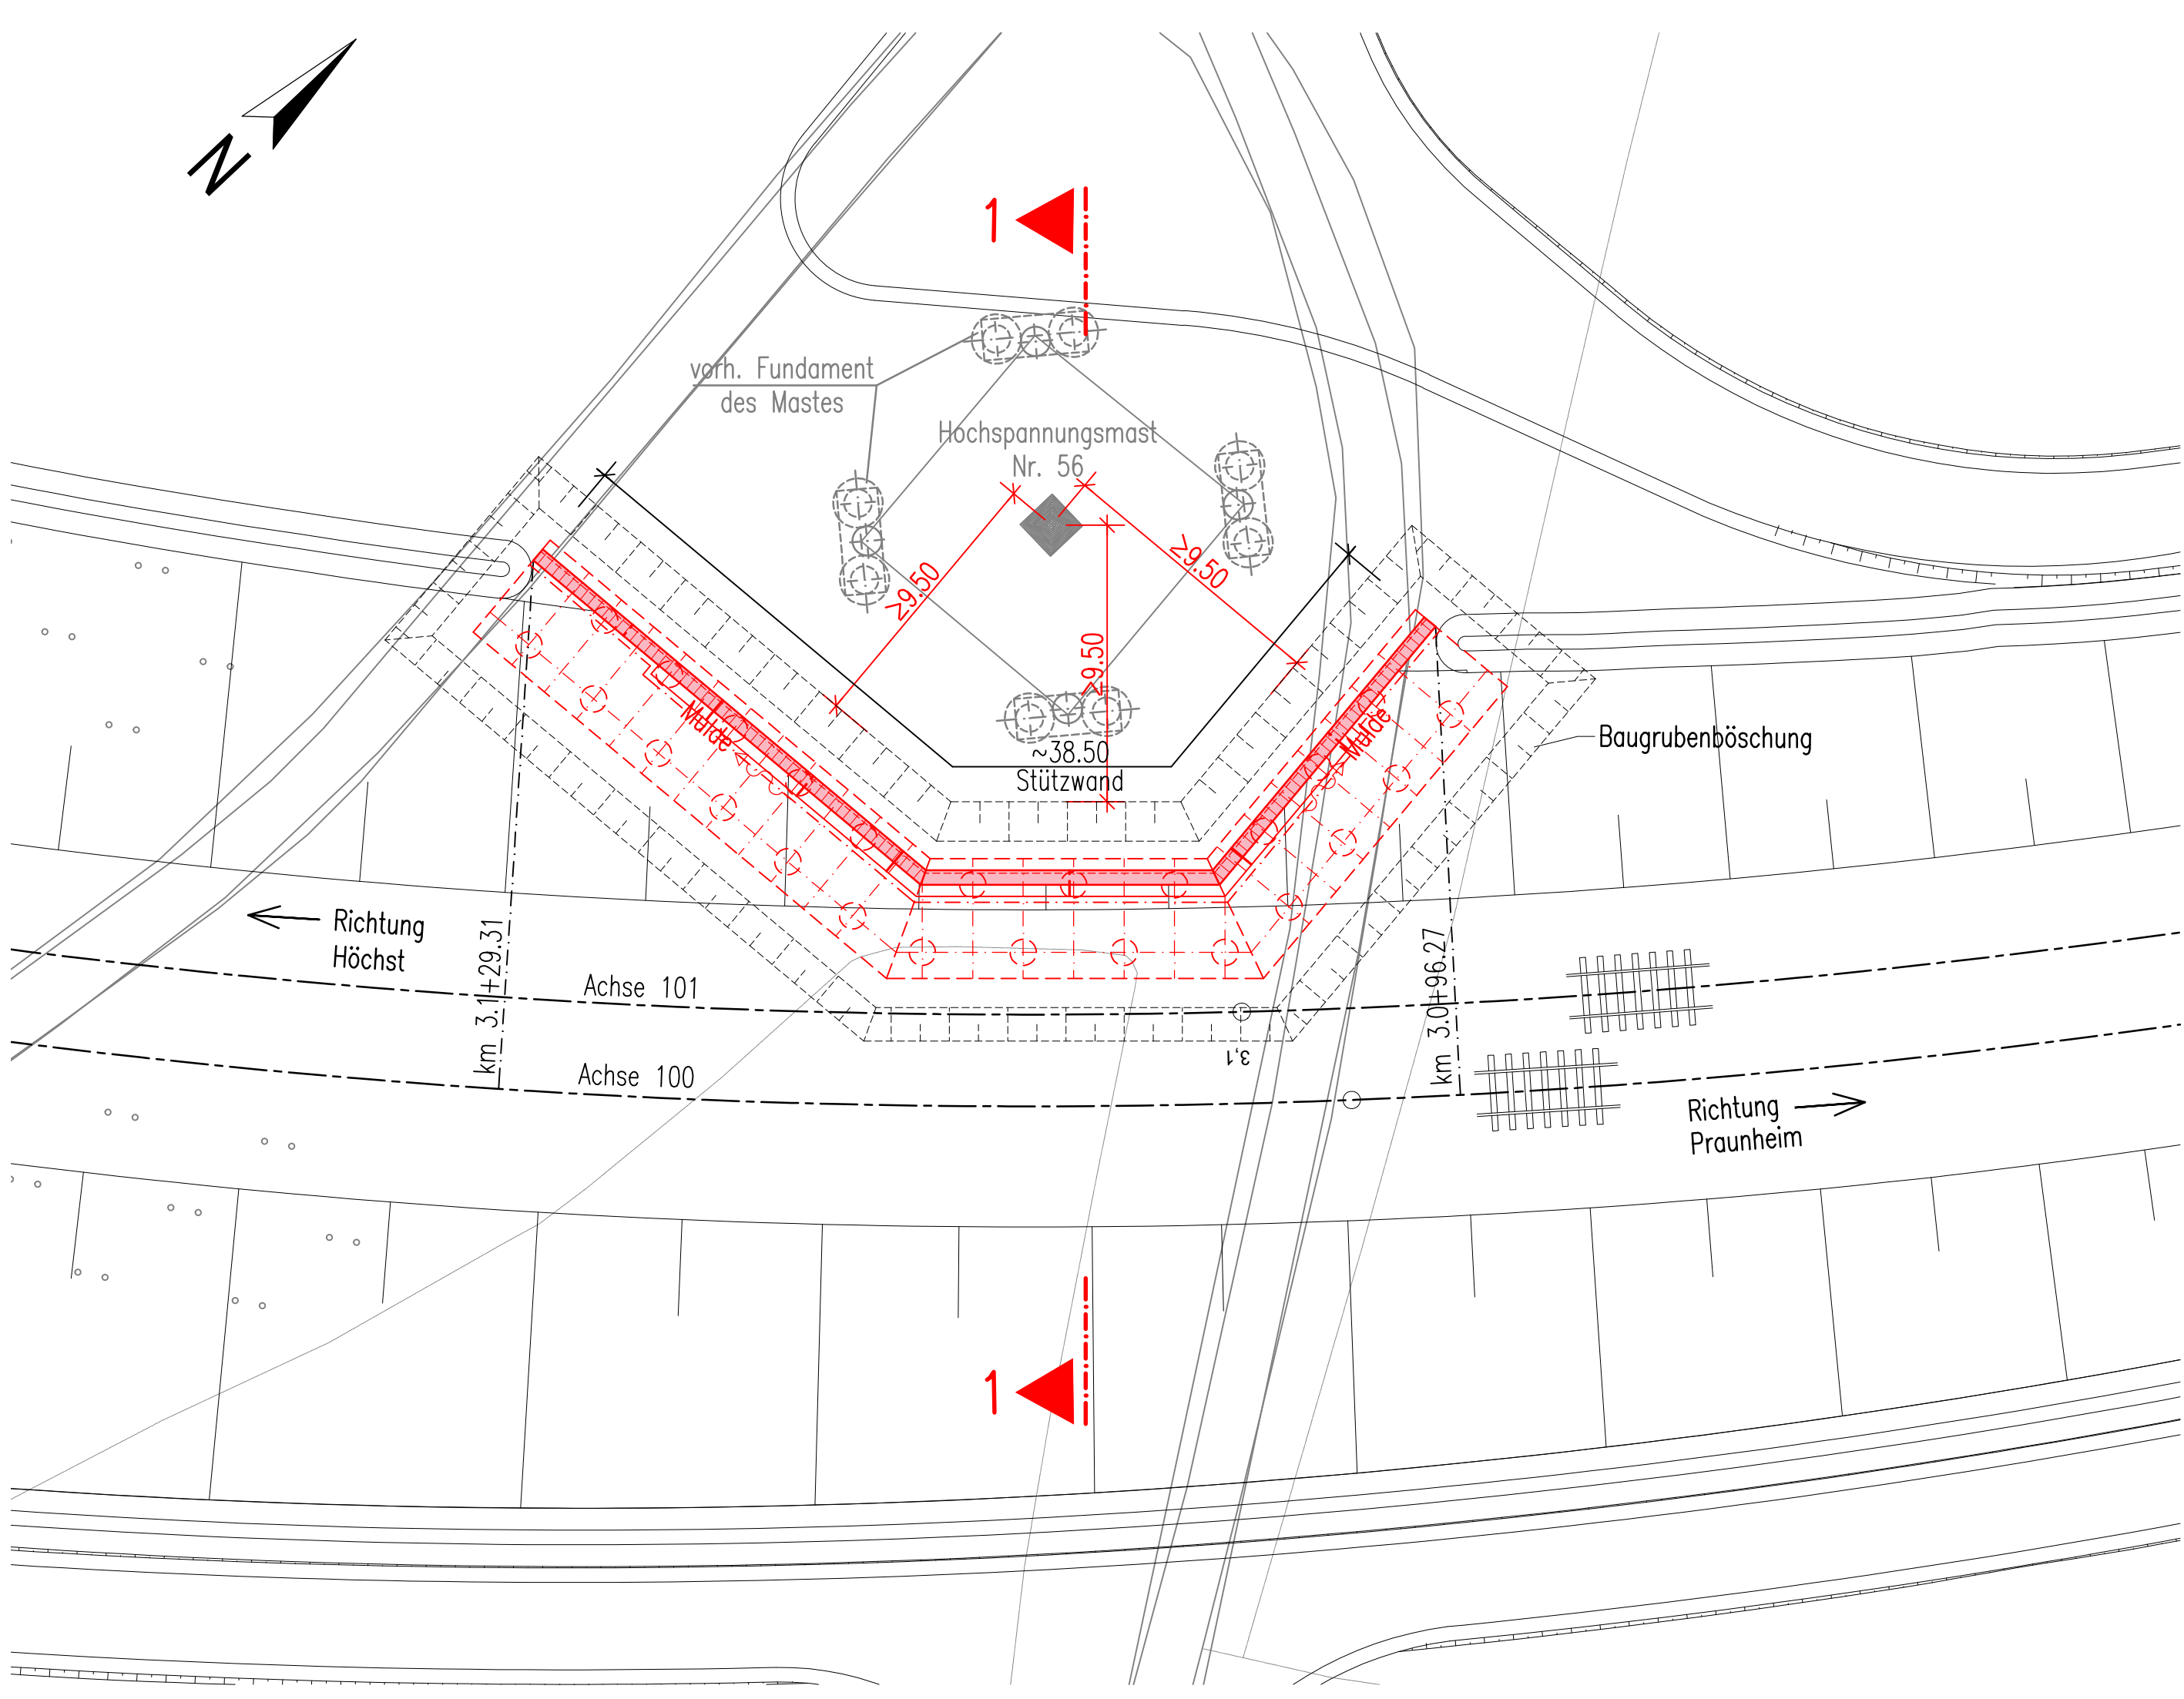 N
1
vorh. Fundament
des Mastes
Hochspannungsmast
Nr. 56
≥9.50
≥9.50
≥9.50
Mulde
Mulde
~38.50
Stützwand
Baugrubenböschung
Richtung
Höchst
km 3.1+29.31
km 3.0+96.27
Achse 101
3,1
Achse 100
Richtung
Praunheim
1